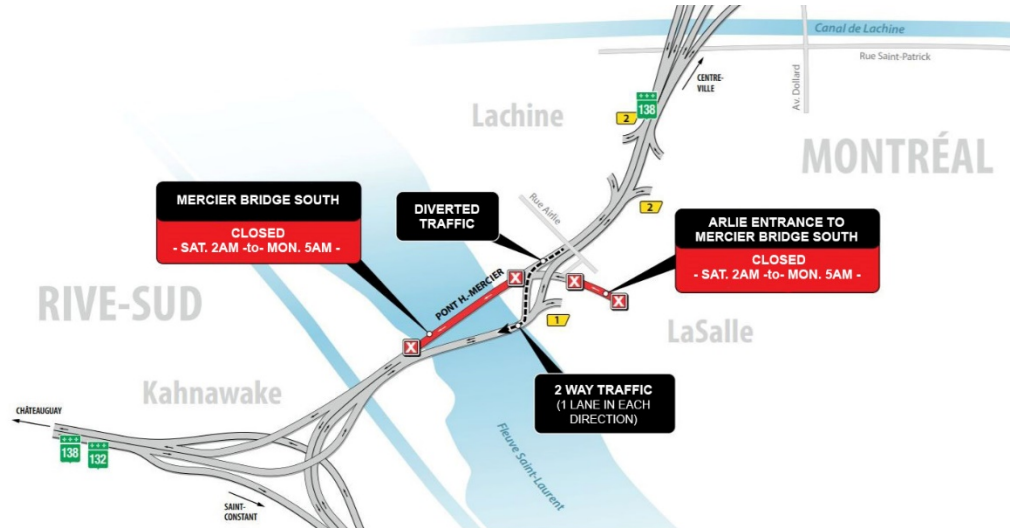 Canal de Lachine
Rue Saint-Patrick
Av. Dollard
CENTRE-
VILLE
138
2
Lachine
MONTRÉAL
MERCIER BRIDGE SOUTH
CLOSED
- SAT. 2AM -to- MON. 5AM -
DIVERTED
TRAFFIC
Rue Airlie
2
ARLIE ENTRANCE TO
MERCIER BRIDGE SOUTH
CLOSED
- SAT. 2AM -to- MON. 5AM -
X
X
X
PONT H.-MERCIER
RIVE-SUD
1
LaSalle
X
Kahnawake
2 WAY TRAFFIC
(1 LANE IN EACH
DIRECTION)
CHÂTEAUGUAY
138
132
Fleuve Saint-Laurent
SAINT-
CONSTANT